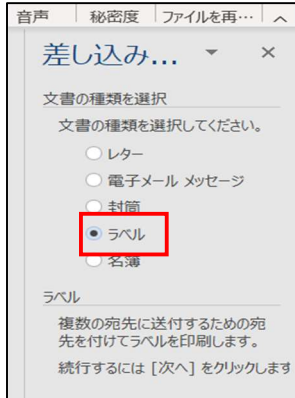 音声 秘密度 ファイルを再…
差し込み...
文書の種類を選択
文書の種類を選択してください。
レター
電子メール メッセージ
封筒
ラベル
名簿
ラベル
複数の宛先に送付するための宛
先を付けてラベルを印刷します。
続行するには [次へ] をクリックします